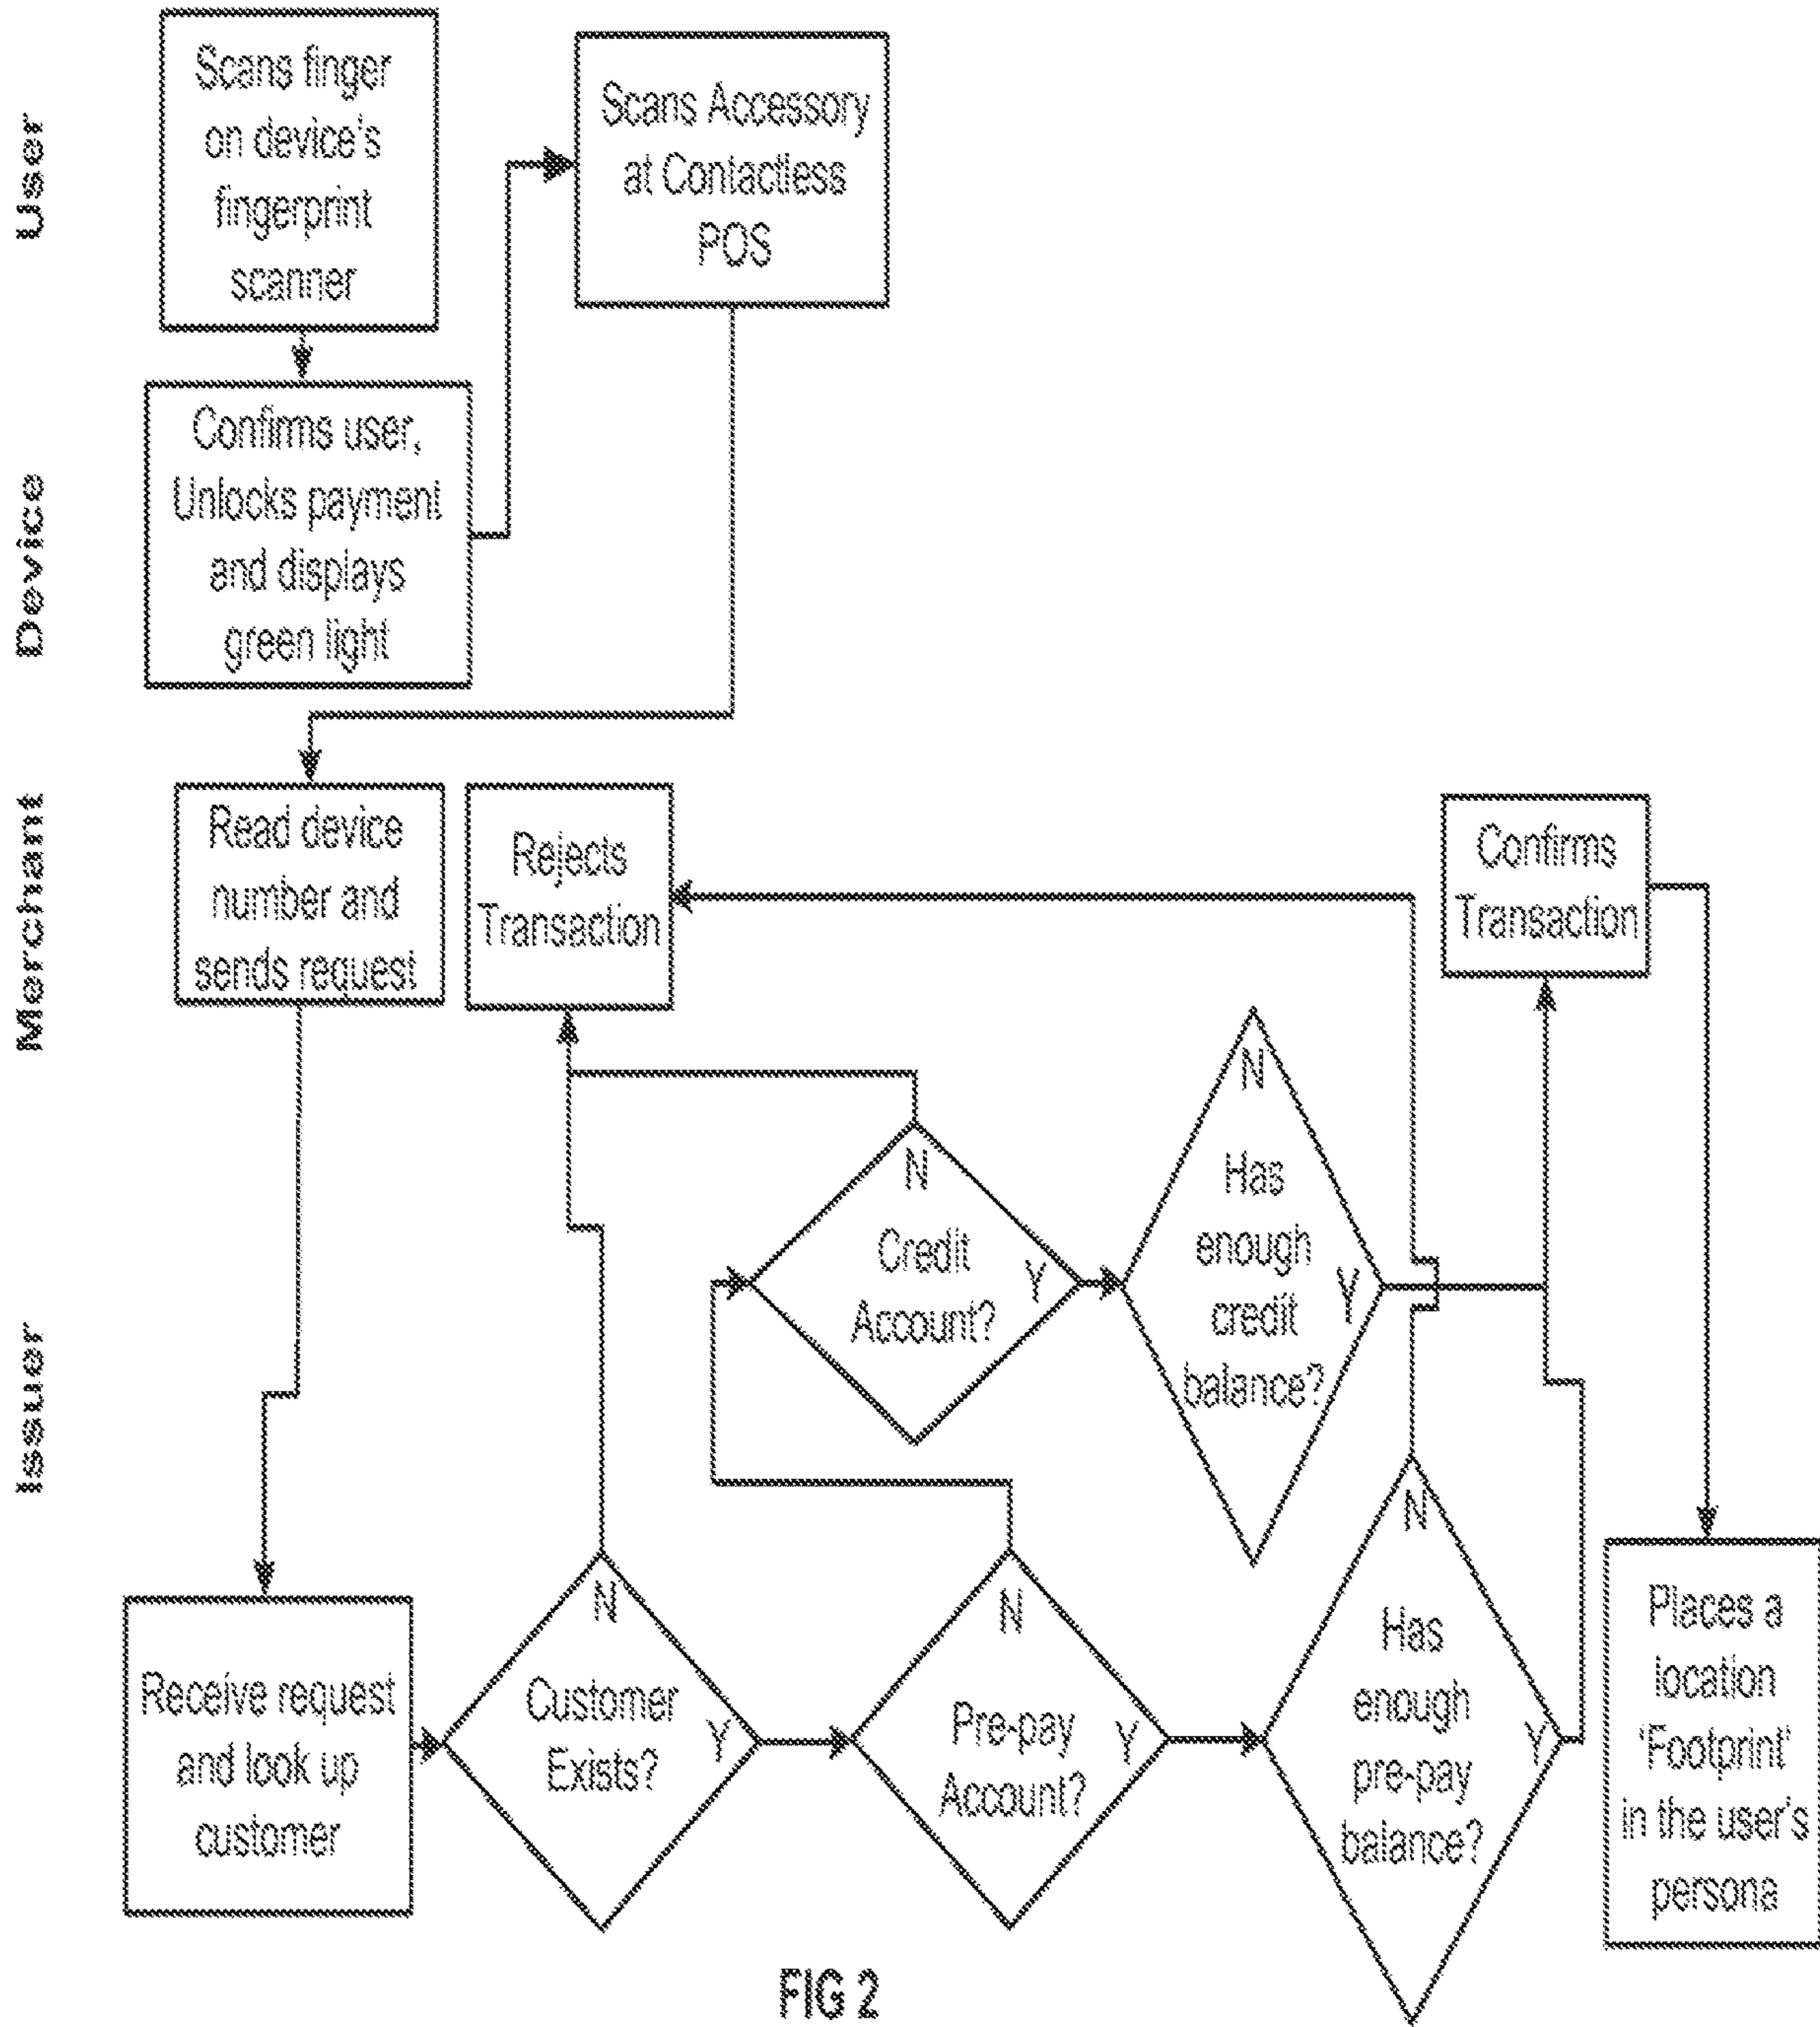 User
Scans finger
on device's
fingerprint
scanner
Scans Accessory
at Contactless
POS
Device
Confirms user,
Unlocks payment
and displays
green light
Merchant
Read device
number and
sends request
Rejects
Transaction
Confirms
Transaction
Issuer
N
Credit
Account?
Y
N
Has
enough
credit
balance?
Y
Receive request
and look up
customer
N
Customer
Exists?
Y
N
Pre-pay
Account?
Y
N
Has
enough
pre-pay
balance?
Y
Places a
location
'Footprint'
in the user's
persona
FIG 2